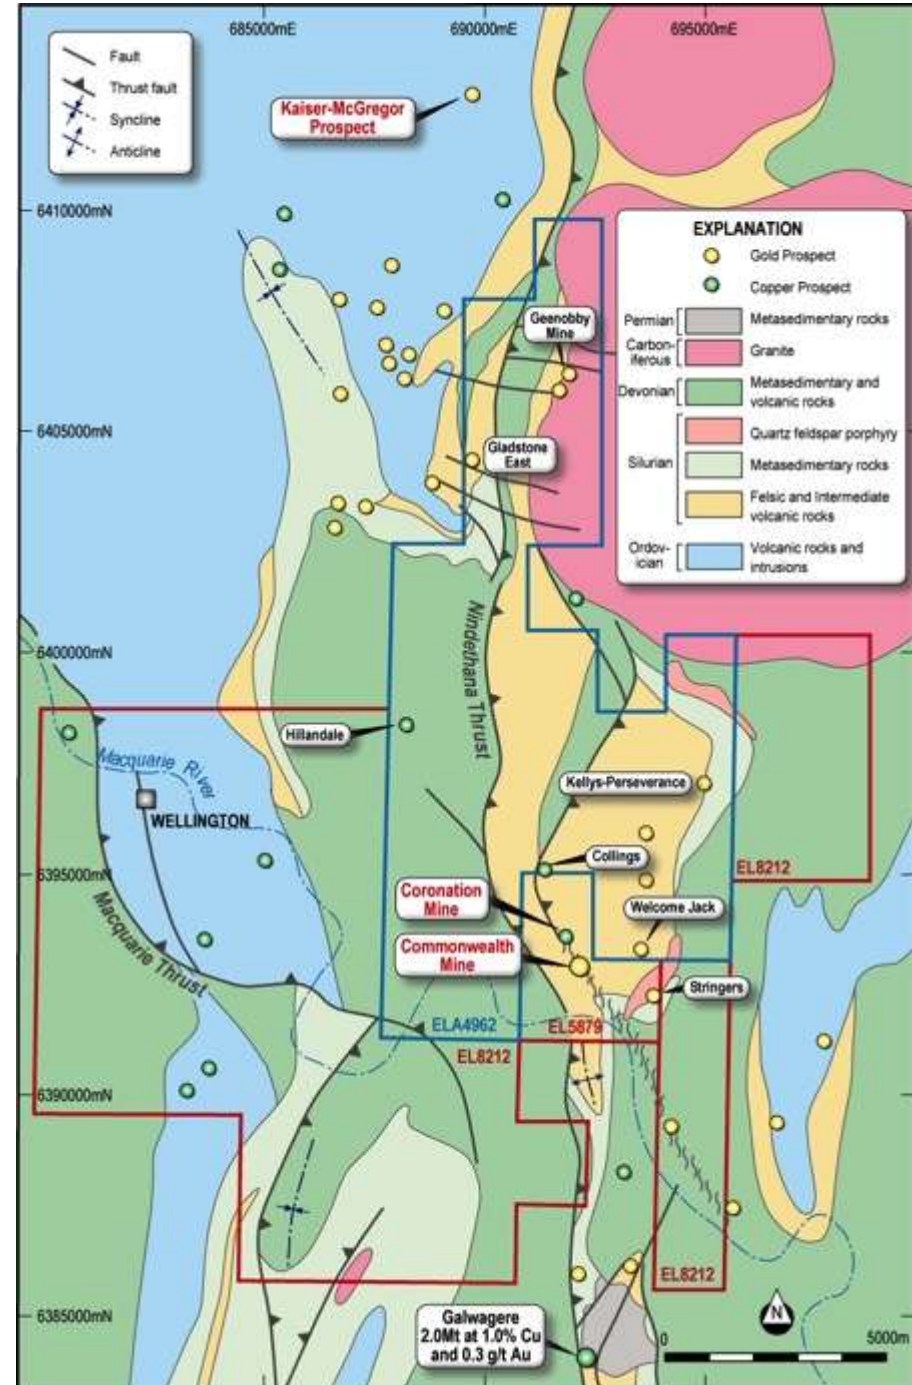 685000mE
690000mE
695000mE
Fault
Thrust fault
Syncline
Anticline
Kaiser-McGregor
Prospect
6410000mN
EXPLANATION
Gold Prospect
Copper Prospect
Permian
Metasedimentary rocks
Carbon-
iferous
Granite
Devonian
Metasedimentary and
volcanic rocks
Quartz feldspar porphyry
Silurian
Metasedimentary rocks
Felsic and Intermediate
volcanic rocks
Ordov-
ician
Volcanic rocks and
intrusions
Geenobby
Mine
6405000mN
Gladstone
East
Nindethana Thrust
6400000mN
Hillandale
Macquarie River
WELLINGTON
Kellys-Perseverance
Collings
EL8212
6395000mN
Coronation
Mine
Welcome Jack
Commonwealth
Mine
Macquarie Thrust
Stringers
ELA4962
EL5879
EL8212
6390000mN
EL8212
6385000mN
Galwagere
2.0Mt at 1.0% Cu
and 0.3 g/t Au
N
0
5000m